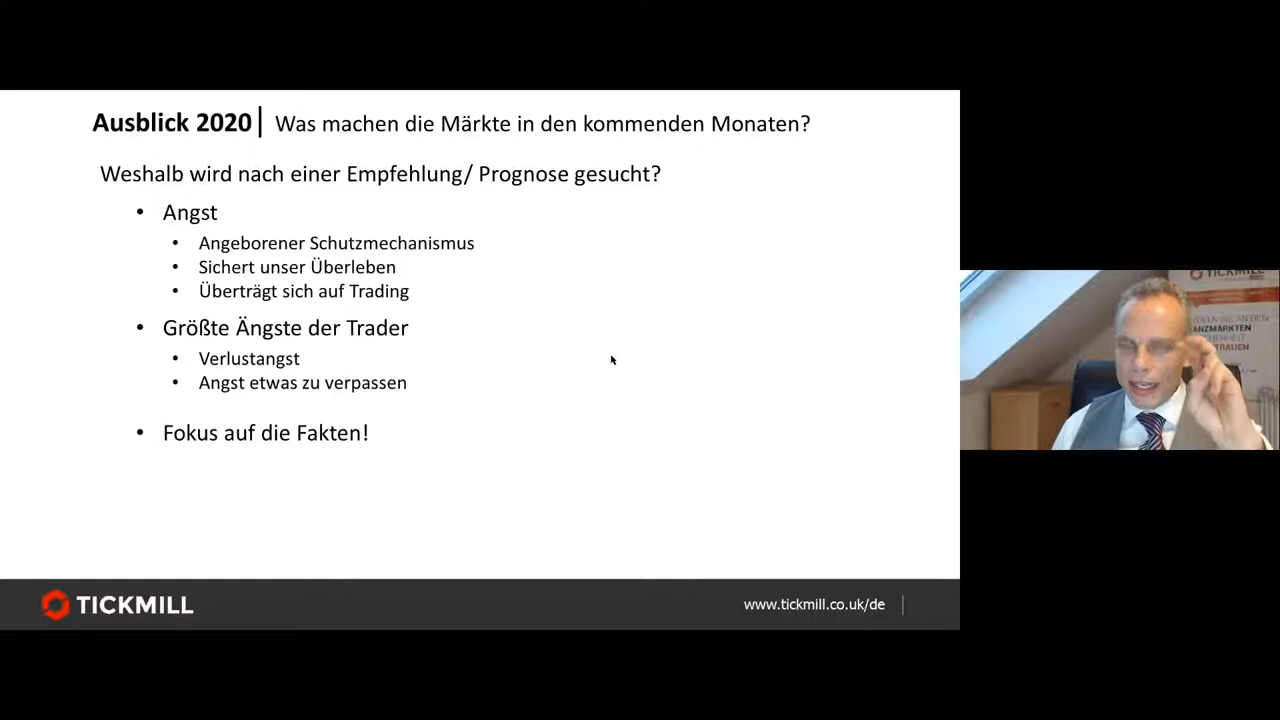 Ausblick 2020| Was machen die Märkte in den kommenden Monaten?
Weshalb wird nach einer Empfehlung/ Prognose gesucht?
• Angst
• Angeborener Schutzmechanismus
• Sichert unser Überleben
• Überträgt sich auf Trading
• Größte Ängste der Trader
• Verlustangst
• Angst etwas zu verpassen
• Fokus auf die Fakten!
TICKMILL
www.tickmill.co.uk/de
TICKMILL
ANZMÄRKTEN